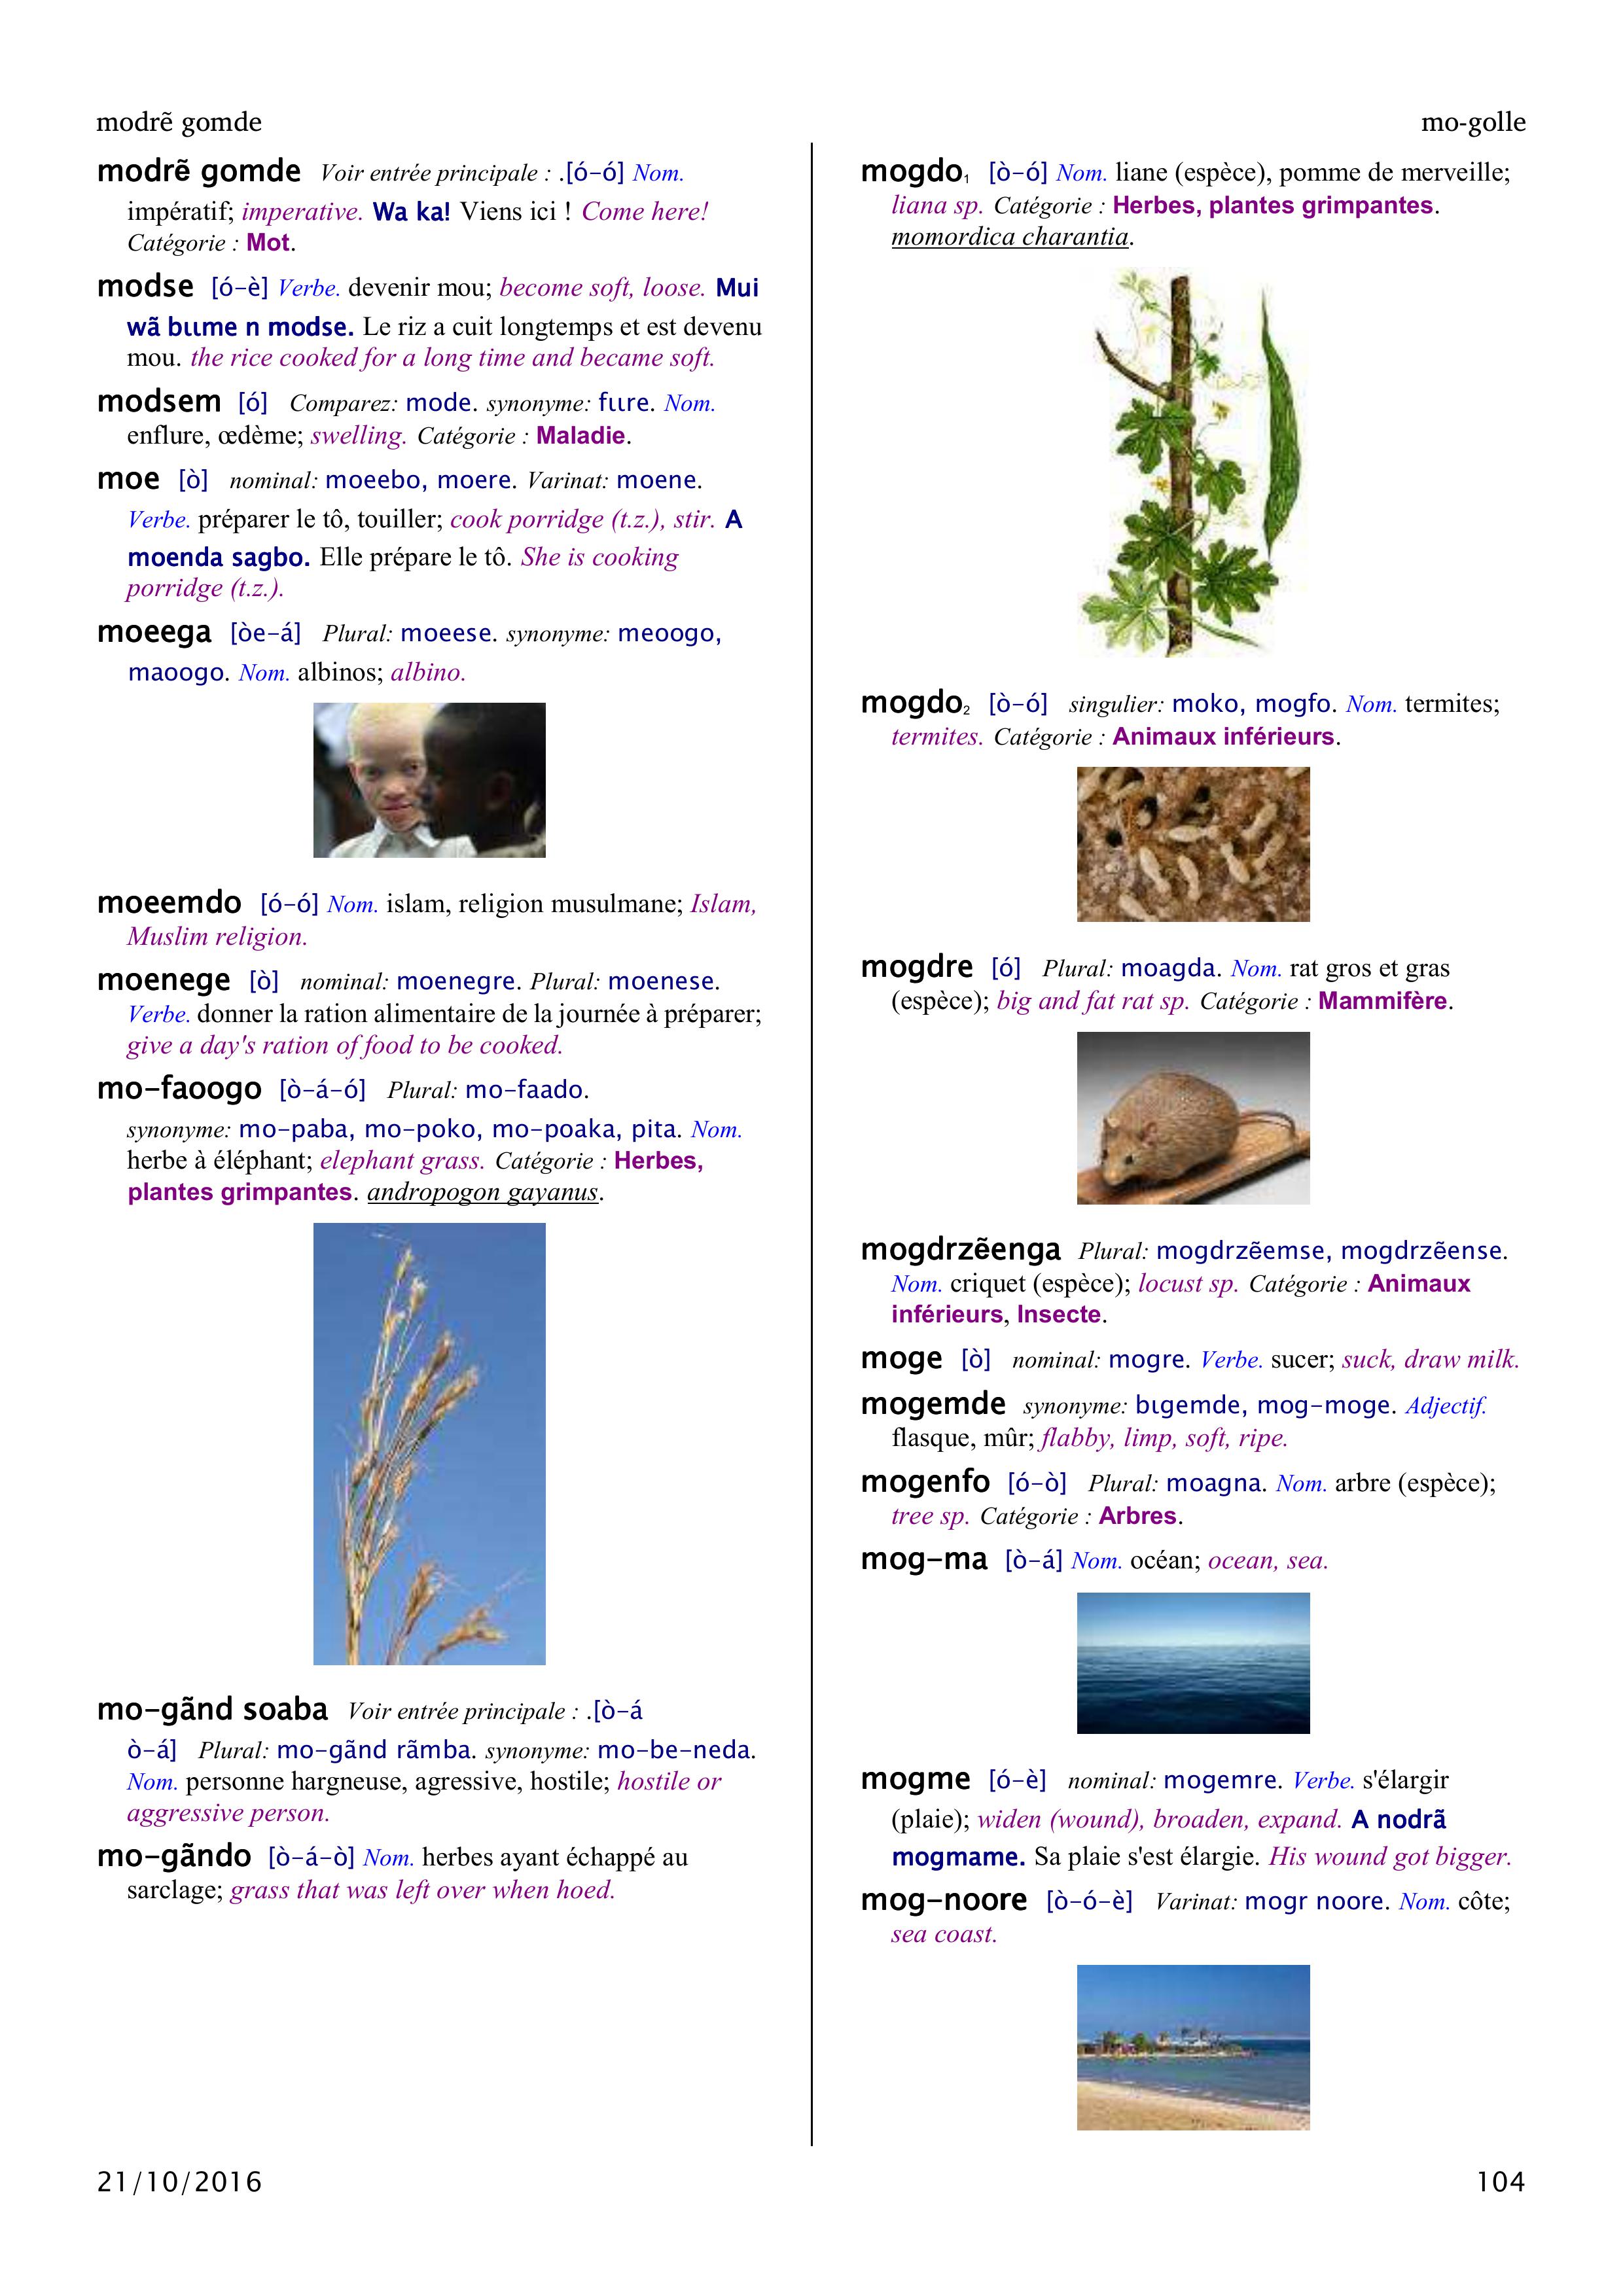 modrẽ gomde
mo-golle
modrẽ gomde Voir entrée principale : .[ó-ó] Nom.
impératif; imperative. Wa ka! Viens ici ! Come here!
Catégorie : Mot.
modse [ó-è] Verbe. devenir mou; become soft, loose. Mui
wã bɩɩme n modse. Le riz a cuit longtemps et est devenu
mou. the rice cooked for a long time and became soft.
modsem [ó] Comparez: mode. synonyme: fɩɩre. Nom.
enflure, œdème; swelling. Catégorie : Maladie.
moe [ò] nominal: moeebo, moere. Varinat: moene.
Verbe. préparer le tô, touiller; cook porridge (t.z.), stir. A
moenda sagbo. Elle prépare le tô. She is cooking
porridge (t.z.).
moeega [òe-á] Plural: moeese. synonyme: meoogo,
maoogo. Nom. albinos; albino.
moeemdo [ó-ó] Nom. islam, religion musulmane; Islam,
Muslim religion.
moenege [ò] nominal: moenegre. Plural: moenese.
Verbe. donner la ration alimentaire de la journée à préparer;
give a day's ration of food to be cooked.
mo-faoogo [ò-á-ó] Plural: mo-faado.
synonyme: mo-paba, mo-poko, mo-poaka, pita. Nom.
herbe à éléphant; elephant grass. Catégorie : Herbes,
plantes grimpantes. andropogon gayanus.
mo-gãnd soaba Voir entrée principale : .[ò-á
ò-á] Plural: mo-gãnd rãmba. synonyme: mo-be-neda.
Nom. personne hargneuse, agressive, hostile; hostile or
aggressive person.
mo-gãndo [ò-á-ò] Nom. herbes ayant échappé au
sarclage; grass that was left over when hoed.
mogdo₁ [ò-ó] Nom. liane (espèce), pomme de merveille;
liana sp. Catégorie : Herbes, plantes grimpantes.
momordica charantia.
mogdo₂ [ò-ó] singulier: moko, mogfo. Nom. termites;
termites. Catégorie : Animaux inférieurs.
mogdre [ó] Plural: moagda. Nom. rat gros et gras
(espèce); big and fat rat sp. Catégorie : Mammifère.
mogdrzẽenga Plural: mogdrzẽemse, mogdrzẽense.
Nom. criquet (espèce); locust sp. Catégorie : Animaux
inférieurs, Insecte.
moge [ò] nominal: mogre. Verbe. sucer; suck, draw milk.
mogemde synonyme: bɩgemde, mog-moge. Adjectif.
flasque, mûr; flabby, limp, soft, ripe.
mogenfo [ó-ò] Plural: moagna. Nom. arbre (espèce);
tree sp. Catégorie : Arbres.
mog-ma [ò-á] Nom. océan; ocean, sea.
mogme [ó-è] nominal: mogemre. Verbe. s'élargir
(plaie); widen (wound), broaden, expand. A nodrã
mogmame. Sa plaie s'est élargie. His wound got bigger.
mog-noore [ò-ó-è] Varinat: mogr noore. Nom. côte;
sea coast.
21/10/2016
104